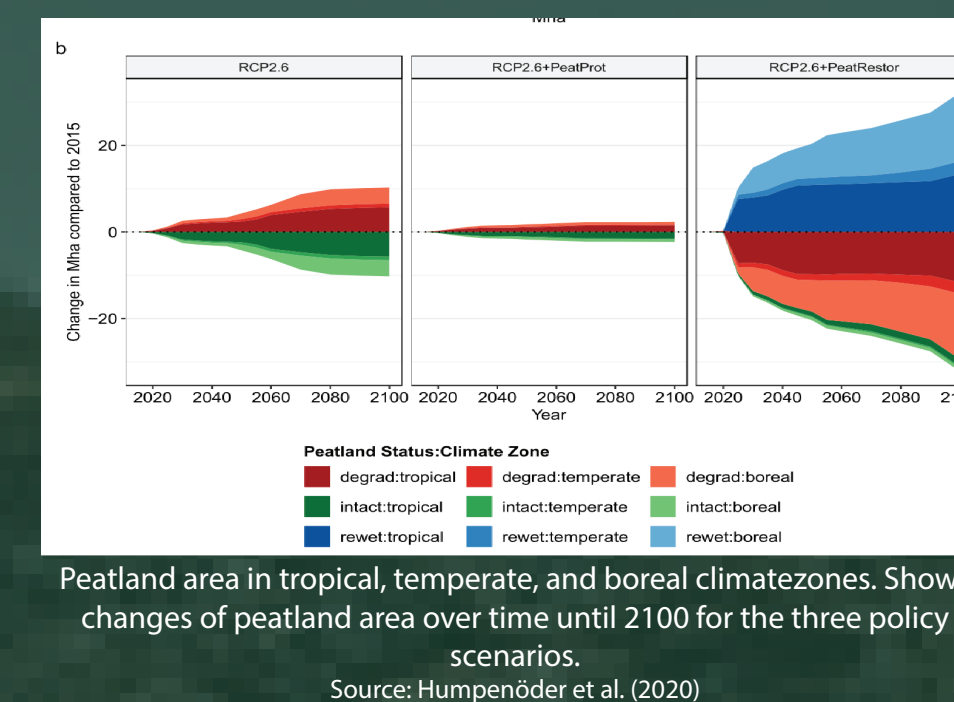 Mha
b
RCP2.6 RCP2.6+PeatProt RCP2.6+PeatRestor
Change in Mha compared to 2015
20
0
−20
2020 2040 2060 2080 2100 2020 2040 2060 2080 2100 2020 2040 2060 2080
Year
Peatland Status:Climate Zone
degrad:tropical degrad:temperate degrad:boreal
intact:tropical intact:temperate intact:boreal
rewet:tropical rewet:temperate rewet:boreal
Peatland area in tropical, temperate, and boreal climatezones. Show
changes of peatland area over time until 2100 for the three policy
scenarios.
Source: Humpenöder et al. (2020)